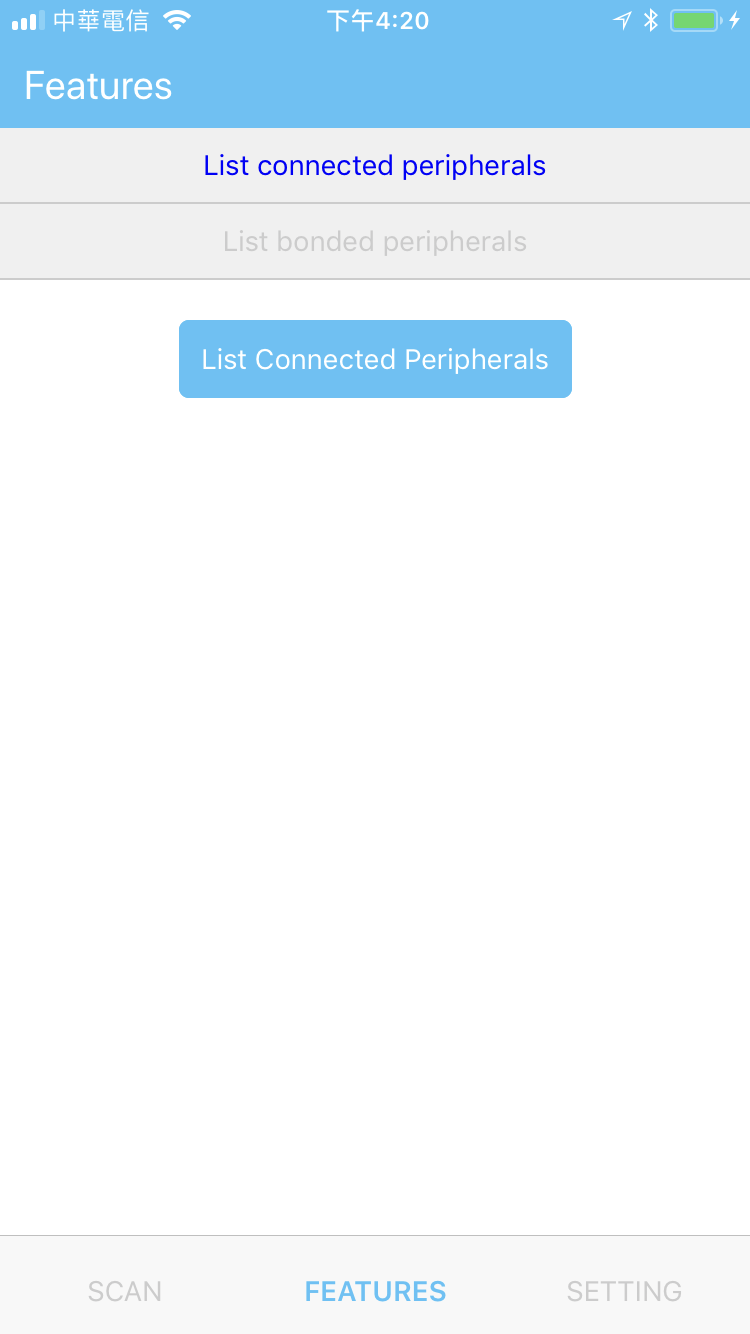 中華電信 下午4:20
Features
List connected peripherals
List bonded peripherals
List Connected Peripherals
SCAN FEATURES SETTING